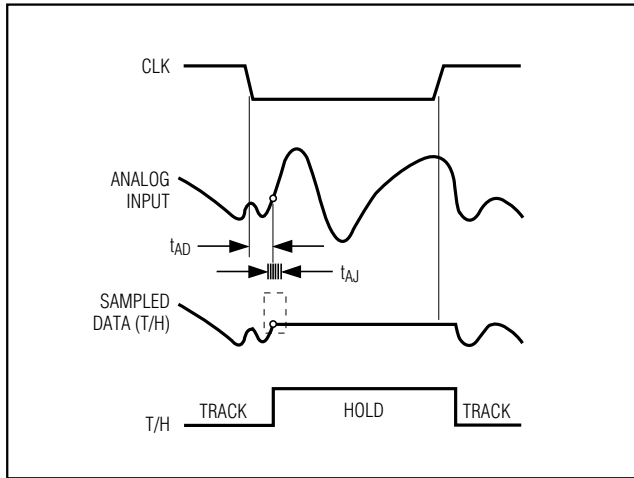 CLK
ANALOG
INPUT
tAD
tAJ
SAMPLED
DATA (T/H)
TRACK
HOLD
TRACK
T/H